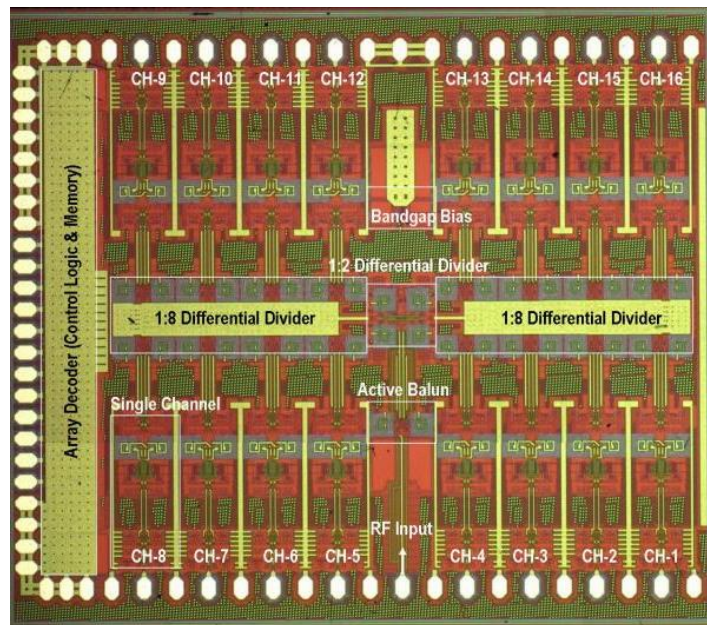 CH-9 CH-10 CH-11 CH-12 CH-13 CH-14 CH-15 CH-16
Array Decoder (Control Logic & Memory)
Bandgap Bias
1:2 Differential Divider
1:8 Differential Divider 1:8 Differential Divider
Single Channel Active Balun
RF Input
CH-8 CH-7 CH-6 CH-5 CH-4 CH-3 CH-2 CH-1